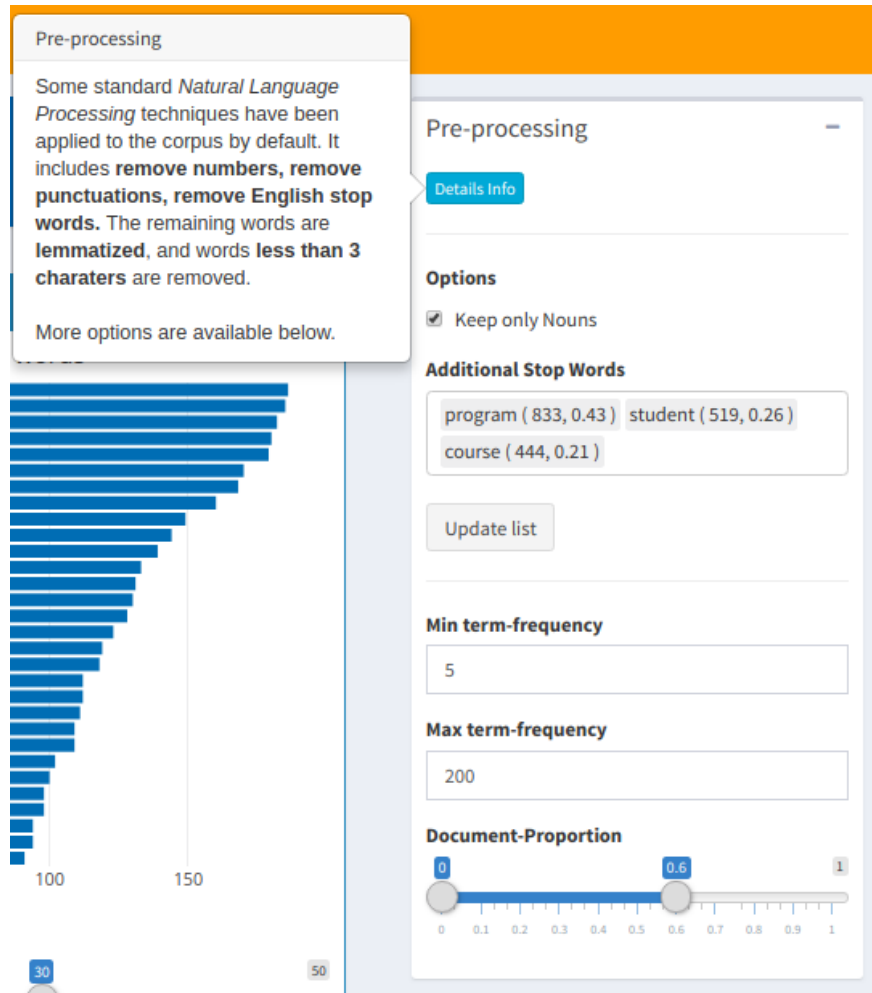 Pre-processing
Some standard Natural Language
Processing techniques have been
applied to the corpus by default. It
includes remove numbers, remove
punctuations, remove English stop
words. The remaining words are
lemmatized, and words less than 3
charaters are removed.
More options are available below.
100
150
30
50
Pre-processing
Details Info
Options
Keep only Nouns
Additional Stop Words
program ( 833, 0.43 ) student ( 519, 0.26 )
course ( 444, 0.21 )
Update list
Min term-frequency
5
Max term-frequency
200
Document-Proportion
0 0.6 1
0 0.1 0.2 0.3 0.4 0.5 0.6 0.7 0.8 0.9 1